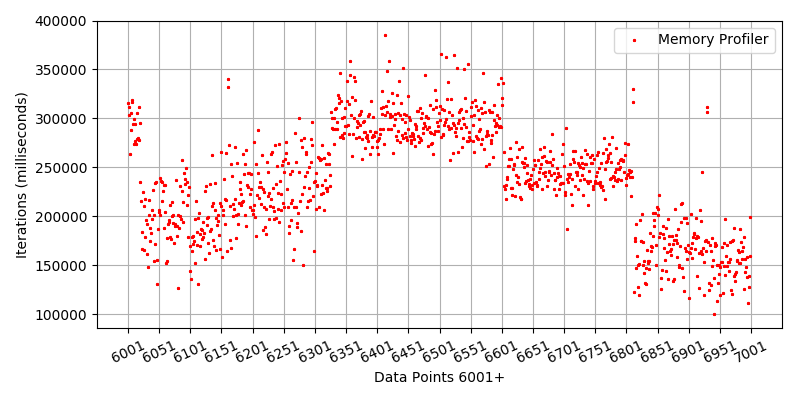 400000
350000
300000
250000
200000
150000
100000
Iterations (milliseconds)
Memory Profiler
6001 6051 6101 6151 6201 6251 6301 6351 6401 6451 6501 6551 6601 6651 6701 6751 6801 6851 6901 6951 7001
Data Points 6001+